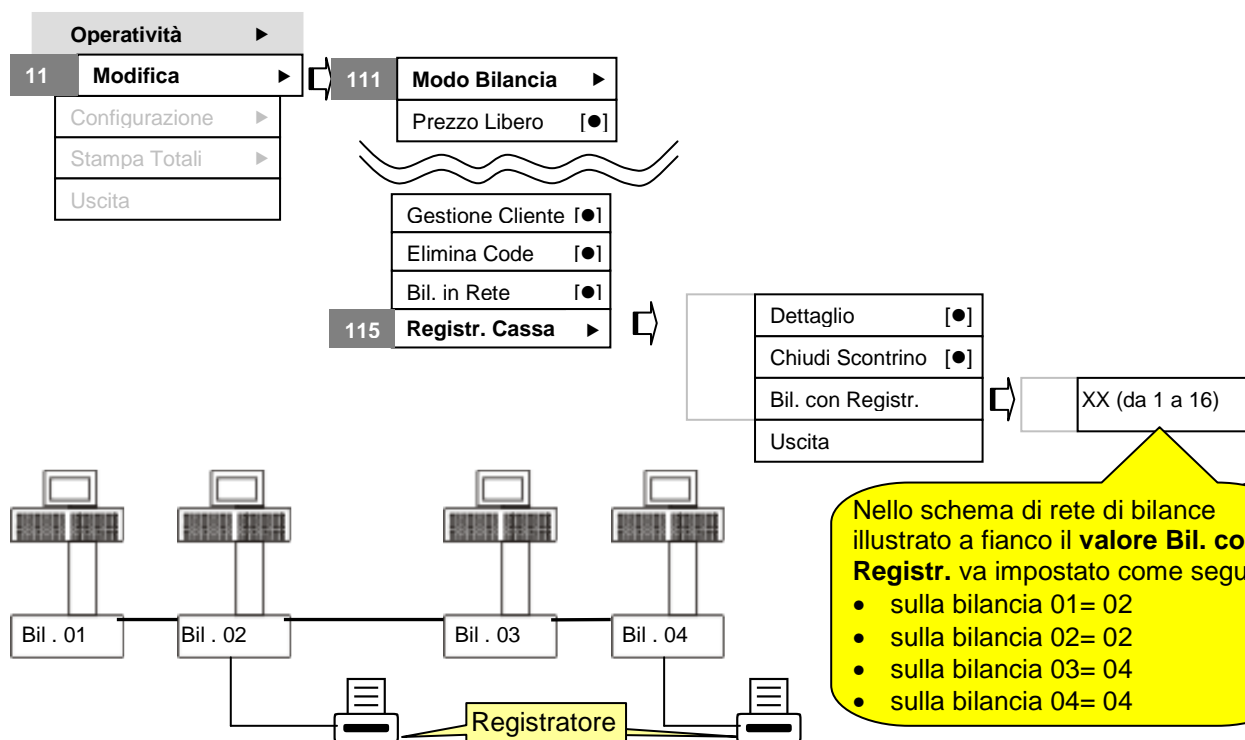 Operatività
11 Modifica
Configurazione
Stampa Totali
Uscita
111 Modo Bilancia
Prezzo Libero [●]
Gestione Cliente [●]
Elimina Code [●]
Bil. in Rete [●]
115 Registr. Cassa
Dettaglio [●]
Chiudi Scontrino [●]
Bil. con Registr.
Uscita
XX (da 1 a 16)
Nello schema di rete di bilance
illustrato a fianco il valore Bil. co
Registr. va impostato come segu
• sulla bilancia 01= 02
• sulla bilancia 02= 02
• sulla bilancia 03= 04
• sulla bilancia 04= 04
Bil . 01
Bil . 02
Bil . 03
Bil . 04
Registratore